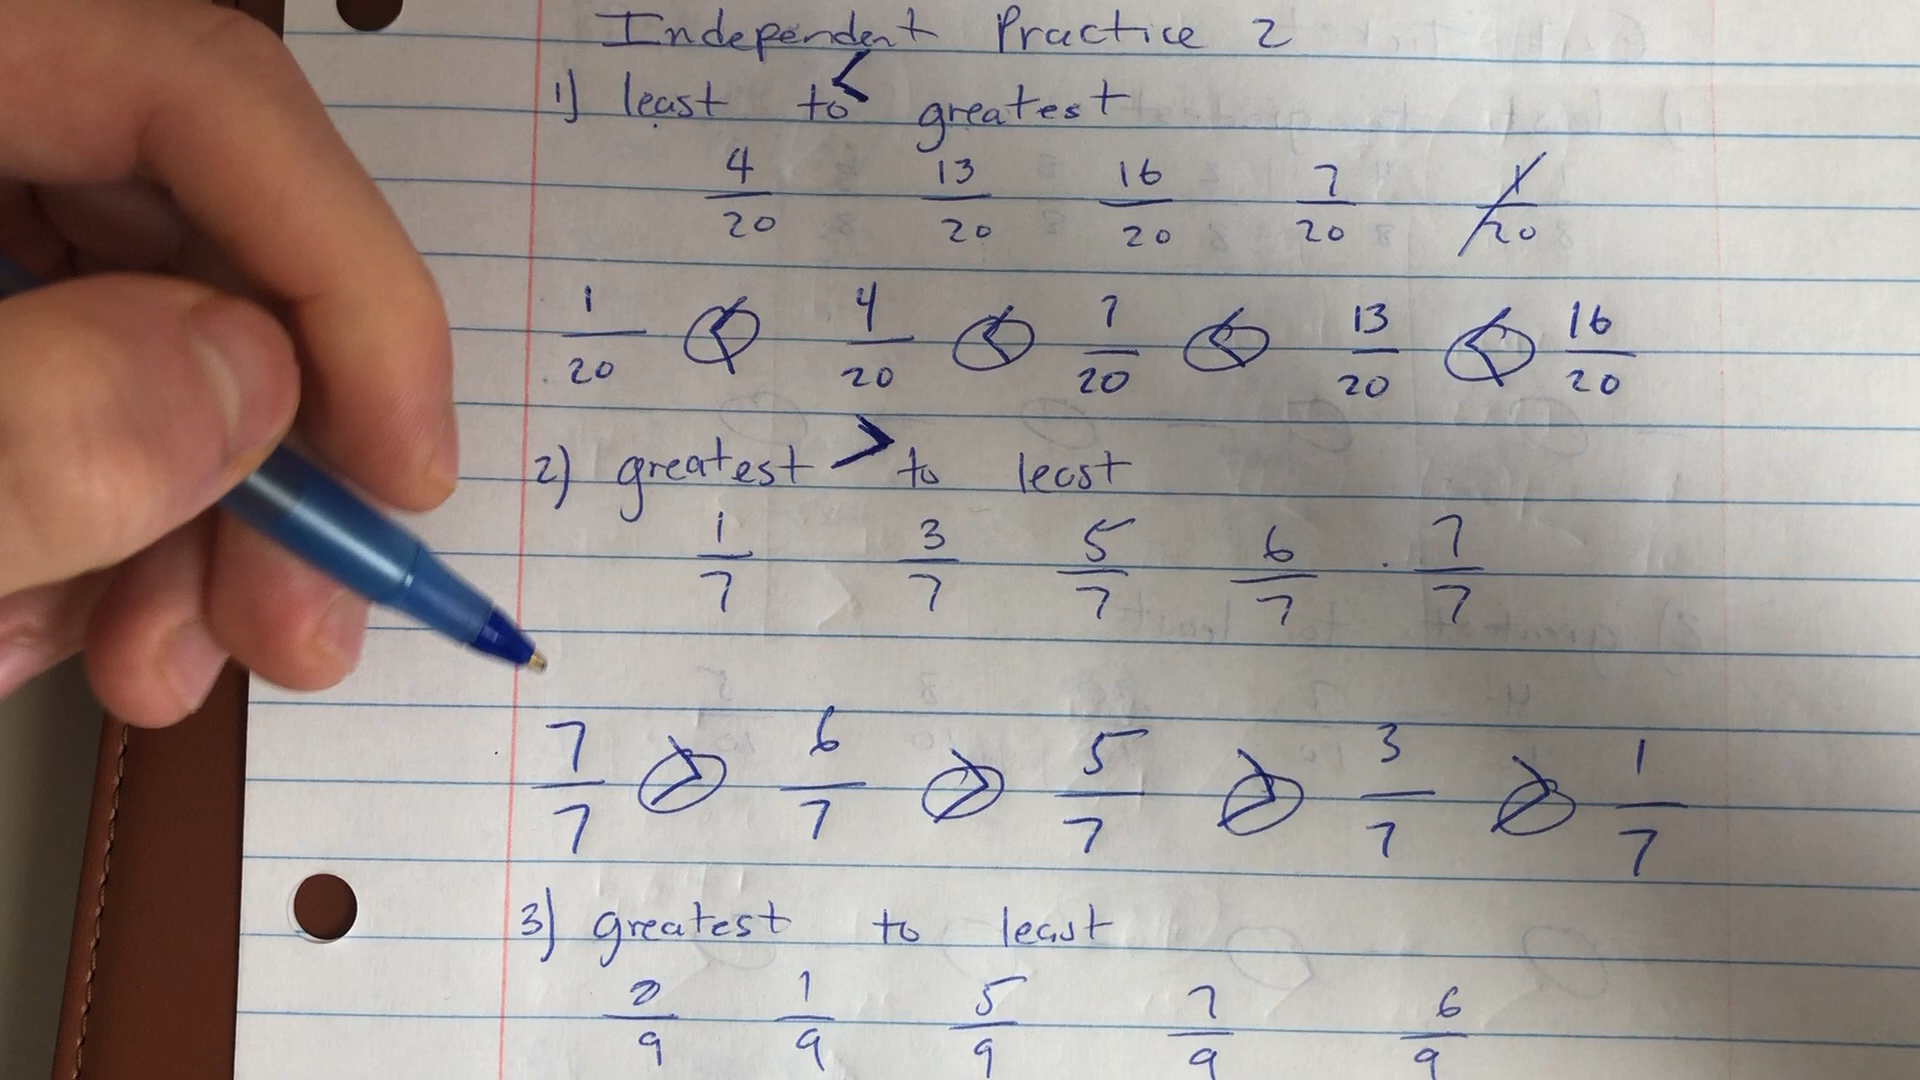 Independent Practice 2
<
1) least to greatest
4/20 13/20 16/20 7/20 1/20
1/20 < 4/20 < 7/20 < 13/20 < 16/20
2) greatest > to least
1/7 3/7 5/7 6/7 7/7
7/7 > 6/7 > 5/7 > 3/7 > 1/7
3) greatest to least
/9 1/9 5/9 7/9 6/9